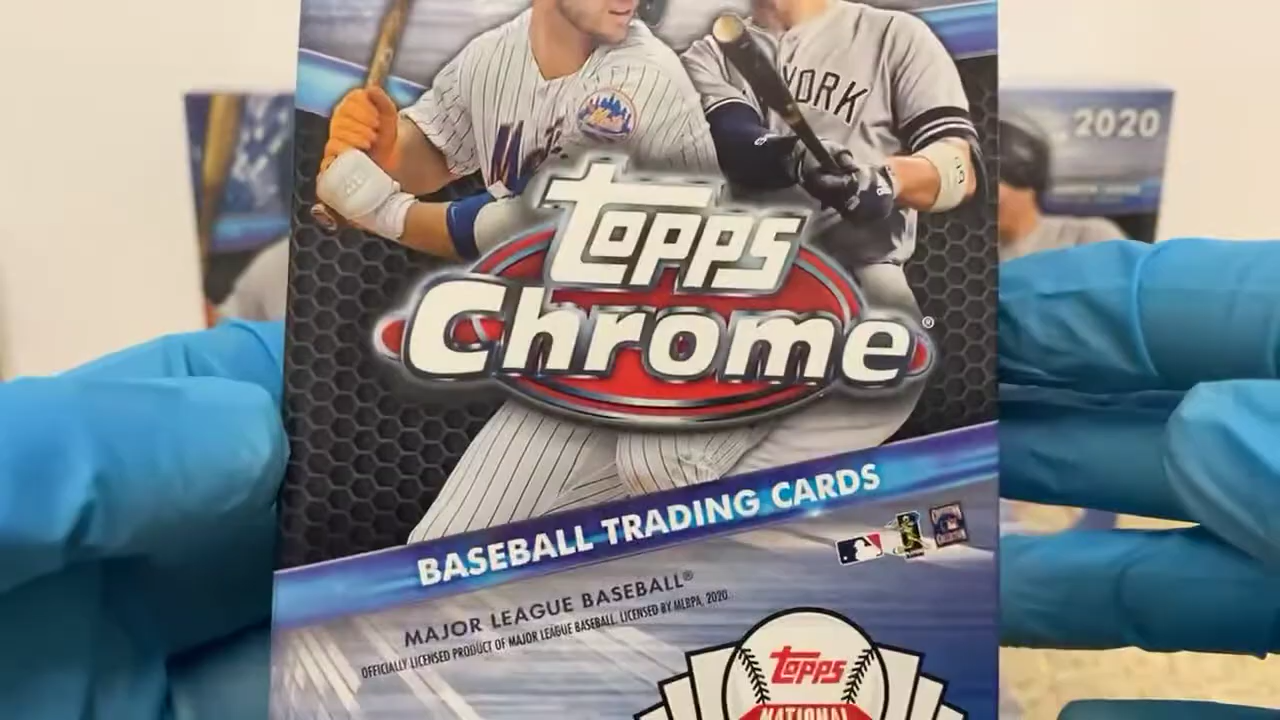 2020
YORK
M
Mets
Topps
Chrome®
BASEBALL TRADING CARDS
MAJOR LEAGUE BASEBALL®
OFFICIALLY LICENSED PRODUCT OF MAJOR LEAGUE BASEBALL. LICENSED BY MLBPA, 2020.
Topps
NATIONAL